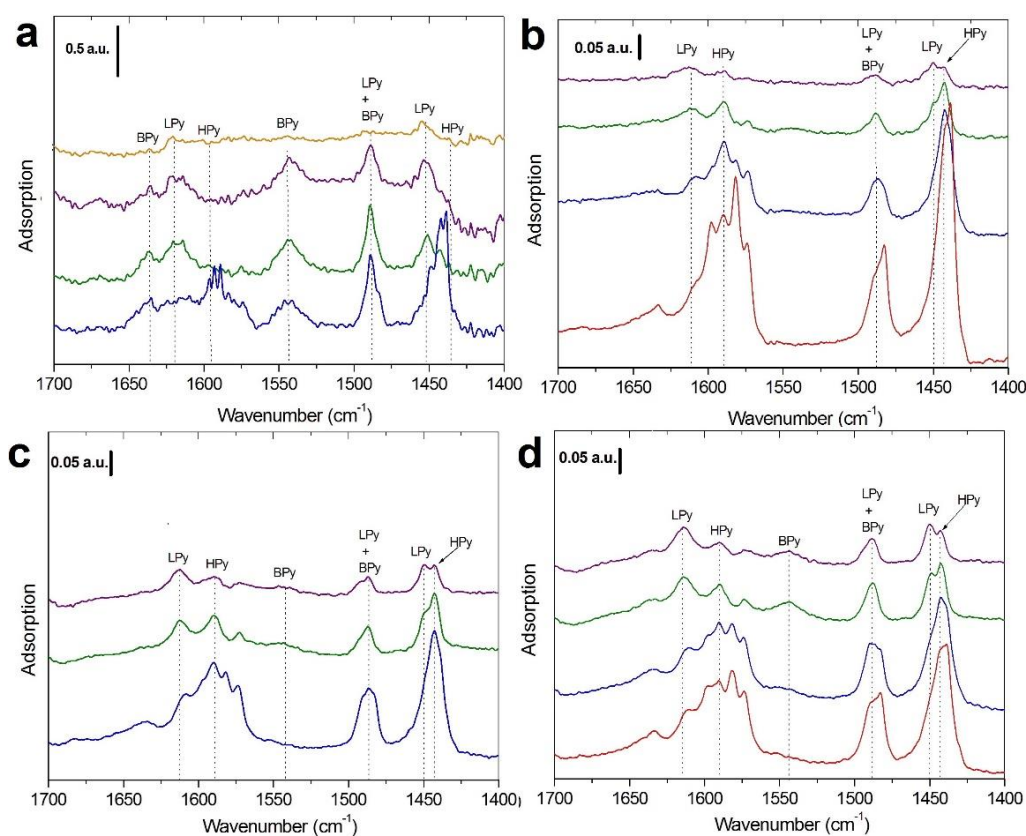 a
0.5 a.u.
BPy
LPy
HPy
BPy
LPy
+
BPy
LPy
HPy
Adsorption
1700 1650 1600 1550 1500 1450 1400
Wavenumber (cm⁻¹)
b
0.05 a.u.
LPy
HPy
LPy
+
BPy
LPy
HPy
Adsorption
1700 1650 1600 1550 1500 1450 1400
Wavenumber (cm⁻¹)
c
0.05 a.u.
LPy
HPy
BPy
LPy
+
BPy
LPy
HPy
Adsorption
1700 1650 1600 1550 1500 1450 1400)
Wavenumber (cm⁻¹)
d
0.05 a.u.
LPy
HPy
BPy
LPy
+
BPy
LPy
HPy
Adsorption
1700 1650 1600 1550 1500 1450 1400
Wavenumber (cm⁻¹)